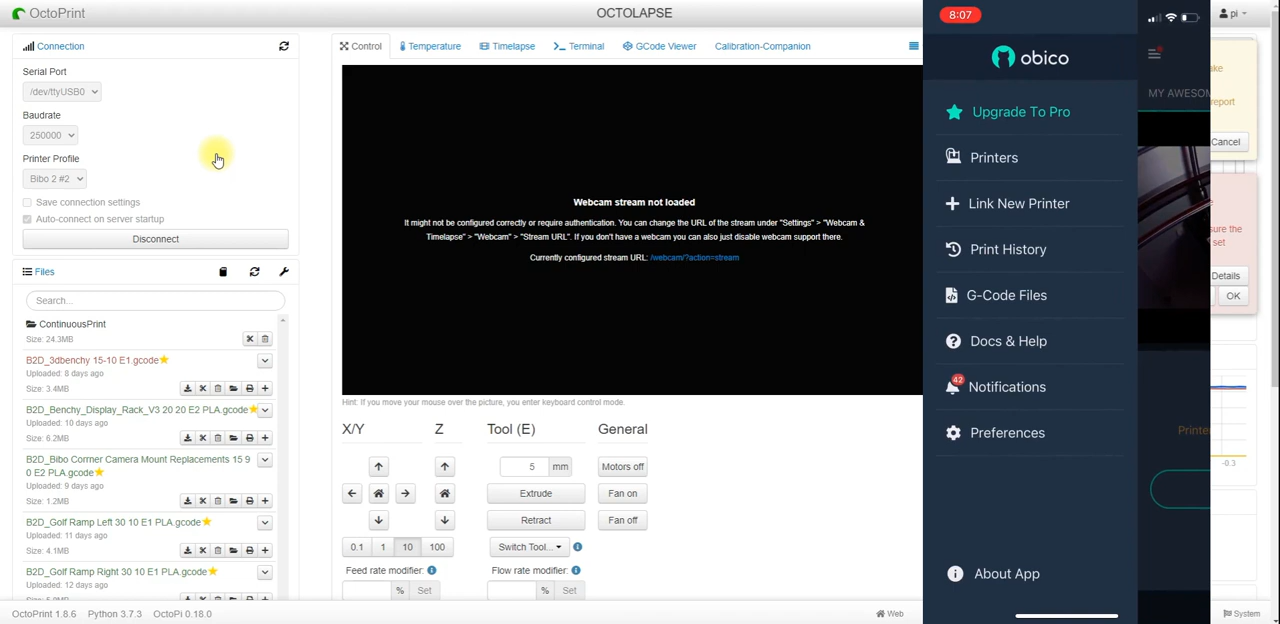 OctoPrint
OCTOLAPSE
8:07
pi
Connection
Serial Port
/dev/ttyUSB0
Baudrate
250000
Printer Profile
Bibo 2 #2
Save connection settings
Auto-connect on server startup
Disconnect
Files
Search...
ContinuousPrint
Size: 24.3MB
B2D_3dbenchy 15-10 E1.gcode
Uploaded: 8 days ago
Size: 3.4MB
B2D_Benchy_Display_Rack_V3 20 20 E2 PLA.gcode
Uploaded: 10 days ago
Size: 6.2MB
B2D_Bibo Corrner Camera Mount Replacements 15 9
0 E2 PLA.gcode
Uploaded: 9 days ago
Size: 1.2MB
B2D_Golf Ramp Left 30 10 E1 PLA.gcode
Uploaded: 11 days ago
Size: 4.1MB
B2D_Golf Ramp Right 30 10 E1 PLA.gcode
Uploaded: 12 days ago
Control
Temperature
Timelapse
Terminal
GCode Viewer
Calibration-Companion
Webcam stream not loaded
It might not be configured correctly or require authentication. You can change the URL of the stream under "Settings" > "Webcam &
Timelapse" > "Webcam" > "Stream URL". If you don't have a webcam you can also just disable webcam support there.
Currently configured stream URL: /webcam/?action=stream
Hint: If you move your mouse over the picture, you enter keyboard control mode.
X/Y
Z
Tool (E)
General
5 mm
Motors off
Extrude
Fan on
Retract
Fan off
0.1 1 10 100
Switch Tool...
Feed rate modifier:
Flow rate modifier:
% Set
% Set
obico
Upgrade To Pro
Printers
Link New Printer
Print History
G-Code Files
Docs & Help
42
Notifications
Preferences
About App
MY AWESOM
Printer
ake
report
Cancel
sure the
set
Details
OK
-0.3
OctoPrint 1.8.6 Python 3.7.3 OctoPi 0.18.0
Web
System